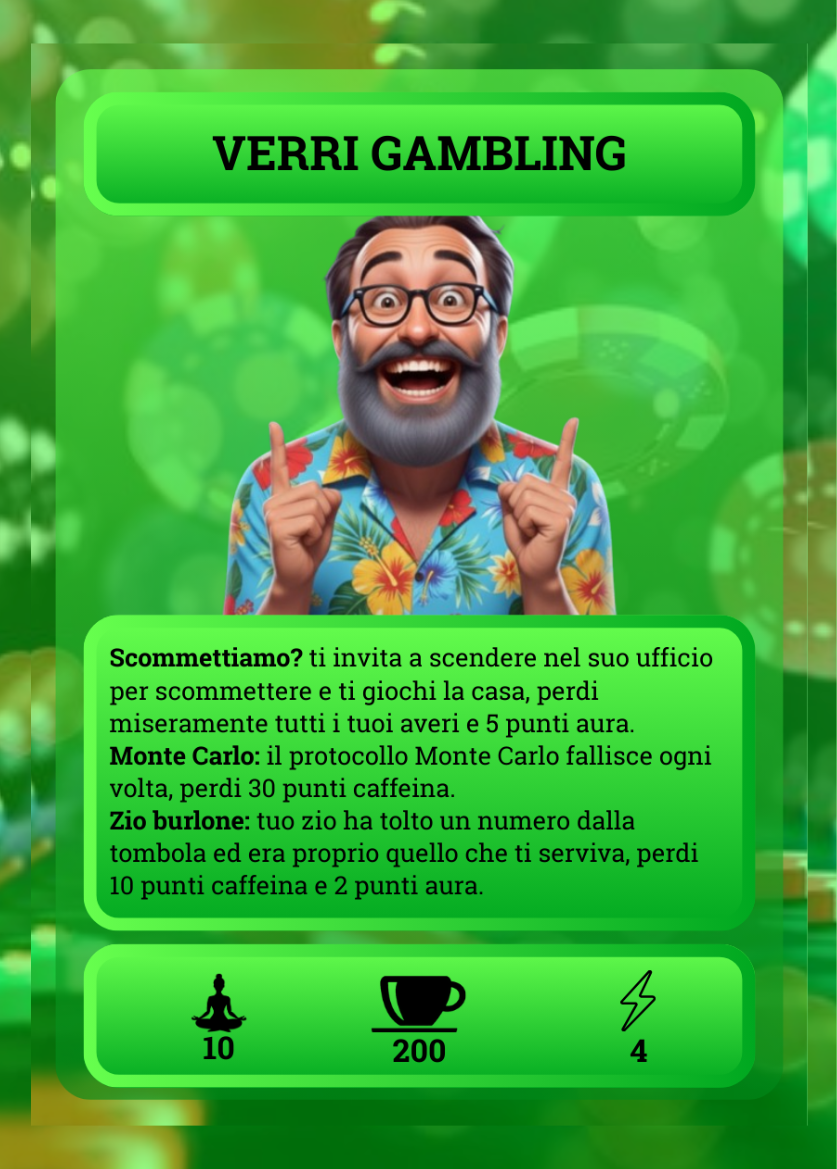 VERRI GAMBLING
Scommettiamo? ti invita a scendere nel suo ufficio
per scommettere e ti giochi la casa, perdi
miseramente tutti i tuoi averi e 5 punti aura.
Monte Carlo: il protocollo Monte Carlo fallisce ogni
volta, perdi 30 punti caffeina.
Zio burlone: tuo zio ha tolto un numero dalla
tombola ed era proprio quello che ti serviva, perdi
10 punti caffeina e 2 punti aura.
10 200 4